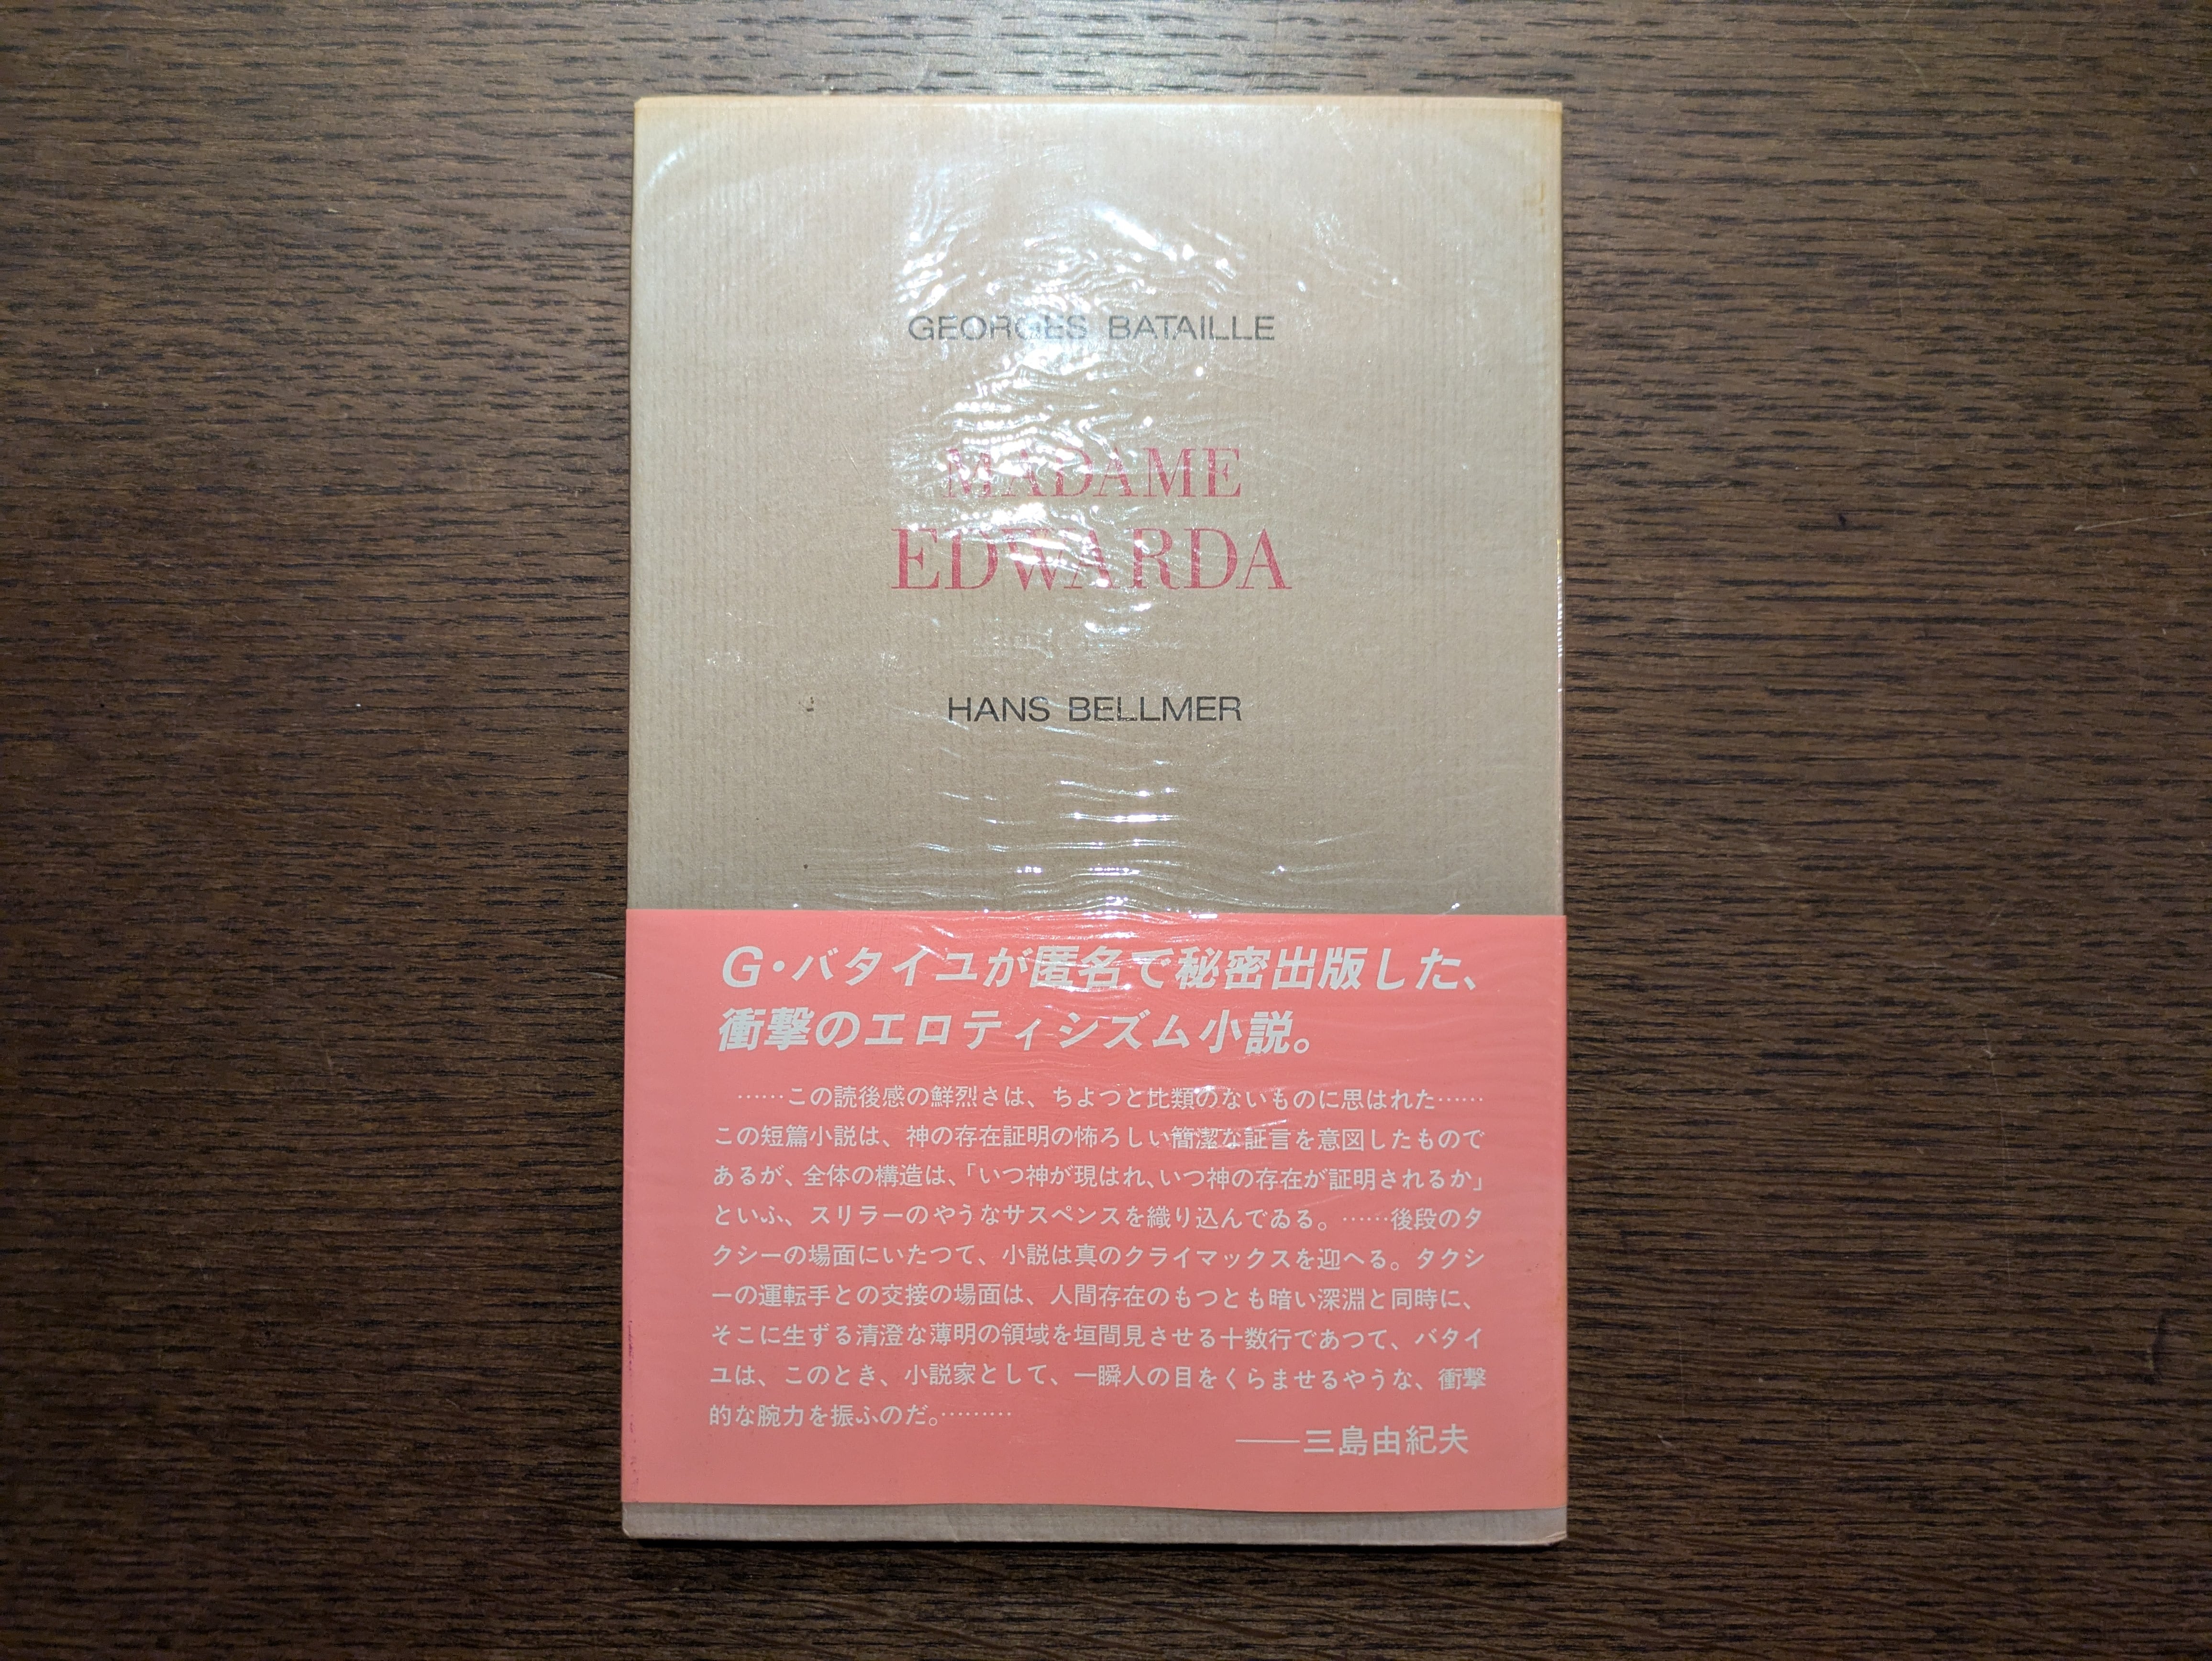 GEORGES BATAILLE
MADAME
EDWARDA
HANS BELLMER
G・バタイユが匿名で秘密出版した、
衝撃のエロティシズム小説。
……この読後感の鮮烈さは、ちよつと比類のないものに思はれた……
この短篇小説は、神の存在証明の怖ろしい簡潔な証言を意図したもので
あるが、全体の構造は、「いつ神が現はれ、いつ神の存在が証明されるか」
といふ、スリラーのやうなサスペンスを織り込んでゐる。……後段のタ
クシーの場面にいたつて、小説は真のクライマックスを迎へる。タクシ
ーの運転手との交接の場面は、人間存在のもつとも暗い深淵と同時に、
そこに生ずる清澄な薄明の領域を垣間見させる十数行であつて、バタイ
ユは、このとき、小説家として、一瞬人の目をくらませるやうな、衝撃
的な腕力を振ふのだ。………
――三島由紀夫